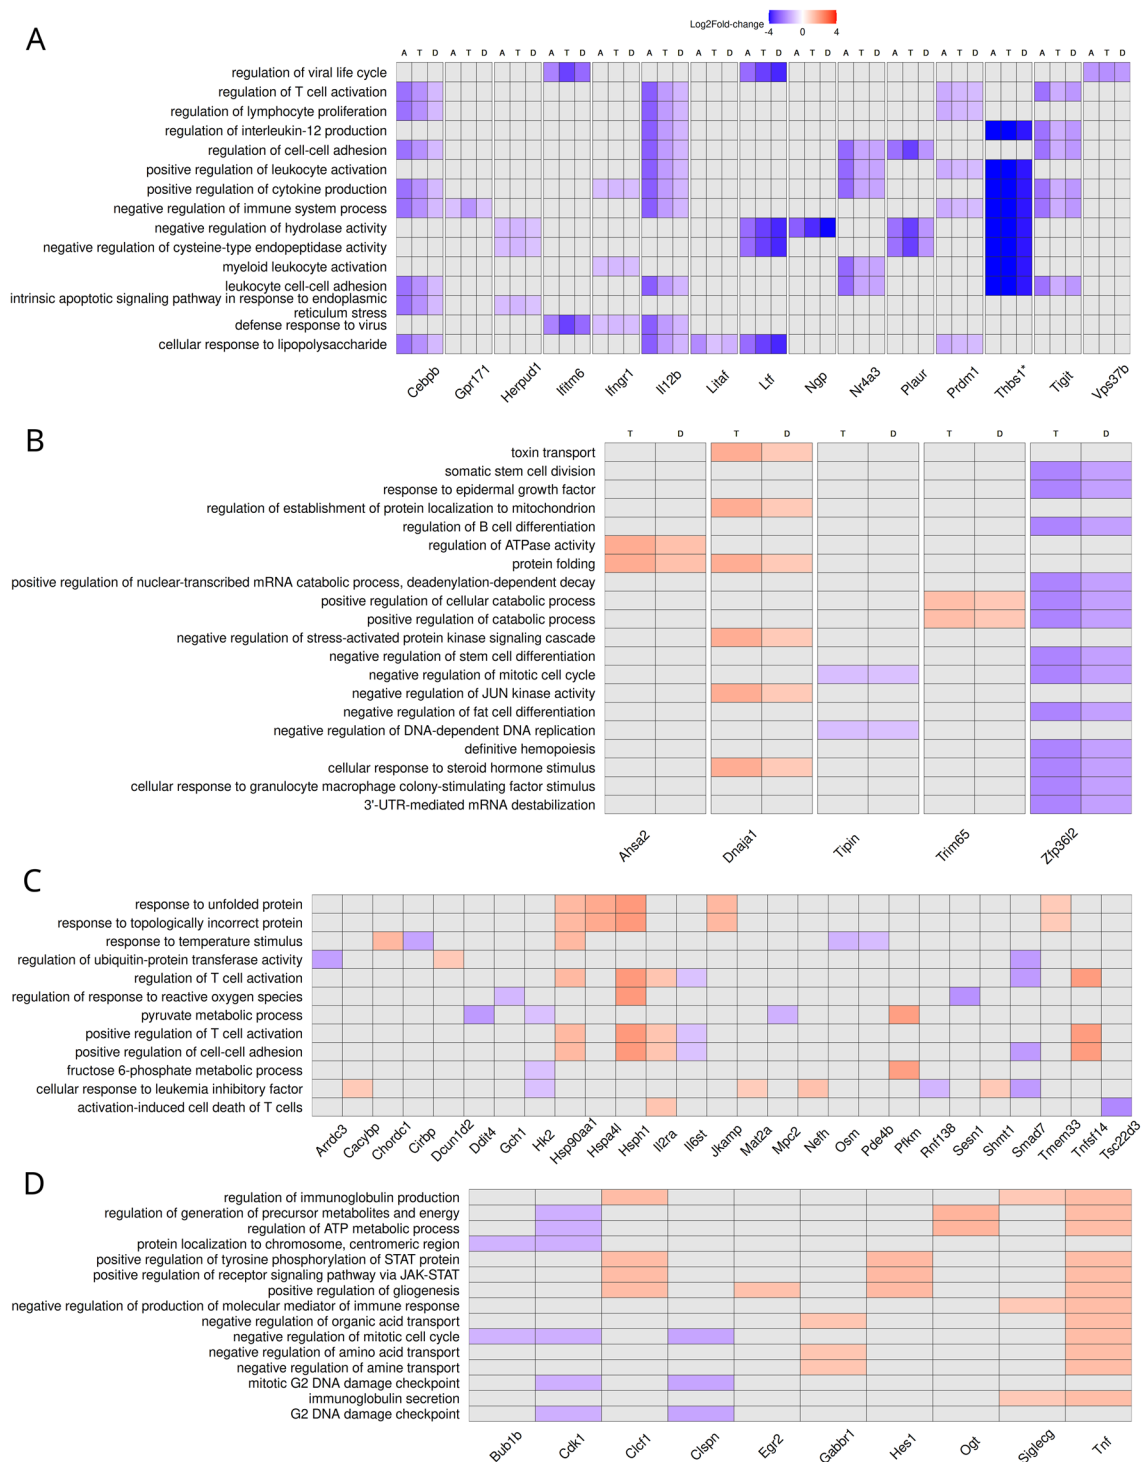 Log2Fold-change
-4 0 4
A
A T D A T D A T D A T D A T D A T D A T D A T D A T D A T D A T D A T D A T D A T D A T D
regulation of viral life cycle
regulation of T cell activation
regulation of lymphocyte proliferation
regulation of interleukin-12 production
regulation of cell-cell adhesion
positive regulation of leukocyte activation
positive regulation of cytokine production
negative regulation of immune system process
negative regulation of hydrolase activity
negative regulation of cysteine-type endopeptidase activity
myeloid leukocyte activation
leukocyte cell-cell adhesion
intrinsic apoptotic signaling pathway in response to endoplasmic
reticulum stress
defense response to virus
cellular response to lipopolysaccharide
Cebpb Gpr171 Herpud1 Ifitm6 Ifngr1 Il12b Litaf Ltf Ngp Nr4a3 Plaur Prdm1 Thbs1* Tigit Vps37b
B
T D T D T D T D T D
toxin transport
somatic stem cell division
response to epidermal growth factor
regulation of establishment of protein localization to mitochondrion
regulation of B cell differentiation
regulation of ATPase activity
protein folding
positive regulation of nuclear-transcribed mRNA catabolic process, deadenylation-dependent decay
positive regulation of cellular catabolic process
positive regulation of catabolic process
negative regulation of stress-activated protein kinase signaling cascade
negative regulation of stem cell differentiation
negative regulation of mitotic cell cycle
negative regulation of JUN kinase activity
negative regulation of fat cell differentiation
negative regulation of DNA-dependent DNA replication
definitive hemopoiesis
cellular response to steroid hormone stimulus
cellular response to granulocyte macrophage colony-stimulating factor stimulus
3'-UTR-mediated mRNA destabilization
Ahsa2 Dnaja1 Tipin Trim65 Zfp36l2
C
response to unfolded protein
response to topologically incorrect protein
response to temperature stimulus
regulation of ubiquitin-protein transferase activity
regulation of T cell activation
regulation of response to reactive oxygen species
pyruvate metabolic process
positive regulation of T cell activation
positive regulation of cell-cell adhesion
fructose 6-phosphate metabolic process
cellular response to leukemia inhibitory factor
activation-induced cell death of T cells
Arrdc3 Cacybp Chordc1 Cirbp Dcun1d2 Ddit4 Gch1 Hk2 Hsp90aa1 Hspa4l Hsph1 Il2ra Il6st Jkamp Mat2a Mpc2 Nefh Osm Pde4b Pfkm Rnf138 Sesn1 Shmt1 Smad7 Tmem33 Tnfsf14 Tsc22d3
D
regulation of immunoglobulin production
regulation of generation of precursor metabolites and energy
regulation of ATP metabolic process
protein localization to chromosome, centromeric region
positive regulation of tyrosine phosphorylation of STAT protein
positive regulation of receptor signaling pathway via JAK-STAT
positive regulation of gliogenesis
negative regulation of production of molecular mediator of immune response
negative regulation of organic acid transport
negative regulation of mitotic cell cycle
negative regulation of amino acid transport
negative regulation of amine transport
mitotic G2 DNA damage checkpoint
immunoglobulin secretion
G2 DNA damage checkpoint
Bub1b Cdk1 Clcf1 Clspn Egr2 Gabbr1 Hes1 Ogt Siglecg Tnf